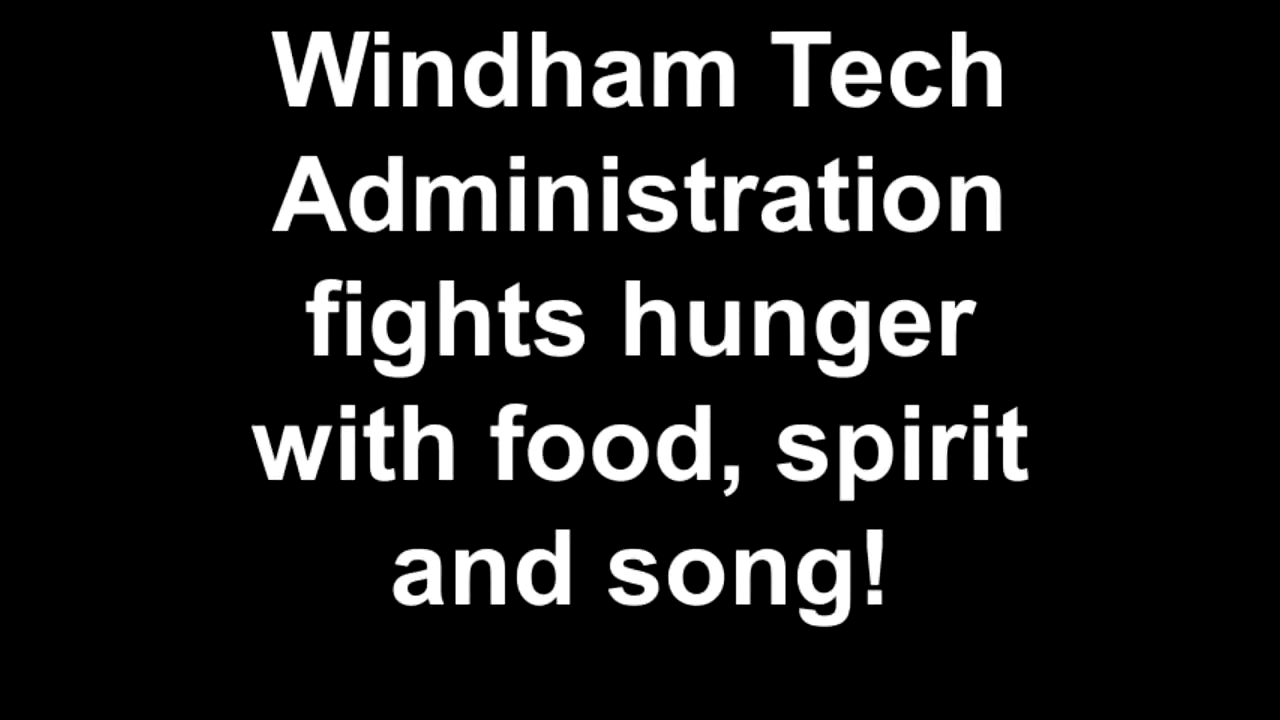 Windham Tech
Administration
fights hunger
with food, spirit
and song!